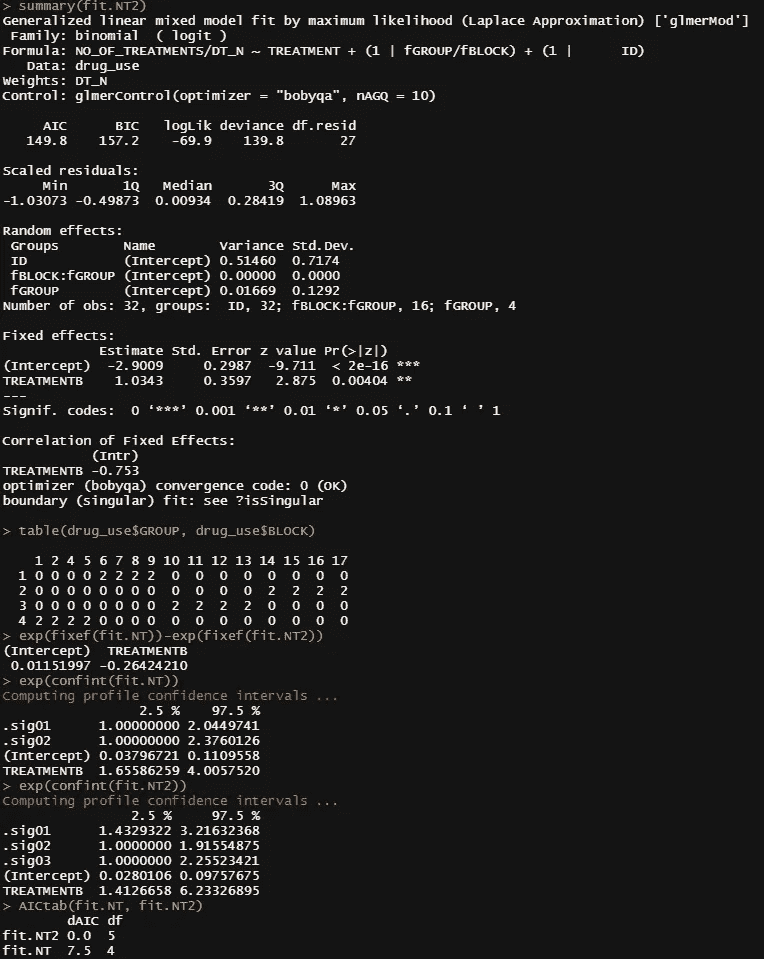 > summary(fit.NT2)
Generalized linear mixed model fit by maximum likelihood (Laplace Approximation) ['glmerMod']
 Family: binomial  ( logit )
Formula: NO_OF_TREATMENTS/DT_N ~ TREATMENT + (1 | fGROUP/fBLOCK) + (1 |      ID)
   Data: drug_use
Weights: DT_N
Control: glmerControl(optimizer = "bobyqa", nAGQ = 10)
     AIC      BIC   logLik deviance df.resid
   149.8    157.2    -69.9    139.8       27
Scaled residuals:
     Min       1Q   Median       3Q      Max
-1.03073 -0.49873  0.00934  0.28419  1.08963
Random effects:
 Groups        Name        Variance Std.Dev.
 ID            (Intercept) 0.51460  0.7174
 fBLOCK:fGROUP (Intercept) 0.00000  0.0000
 fGROUP        (Intercept) 0.01669  0.1292
Number of obs: 32, groups:  ID, 32; fBLOCK:fGROUP, 16; fGROUP, 4
Fixed effects:
            Estimate Std. Error z value Pr(>|z|)
(Intercept)  -2.9009     0.2987  -9.711  < 2e-16 ***
TREATMENTB    1.0343     0.3597   2.875  0.00404 **
---
Signif. codes:  0 ‘***’ 0.001 ‘**’ 0.01 ‘*’ 0.05 ‘.’ 0.1 ‘ ’ 1
Correlation of Fixed Effects:
           (Intr)
TREATMENTB -0.753
optimizer (bobyqa) convergence code: 0 (OK)
boundary (singular) fit: see ?isSingular
> table(drug_use$GROUP, drug_use$BLOCK)
    1 2 4 5 6 7 8 9 10 11 12 13 14 15 16 17
  1 0 0 0 0 2 2 2 2  0  0  0  0  0  0  0  0
  2 0 0 0 0 0 0 0 0  0  0  0  0  2  2  2  2
  3 0 0 0 0 0 0 0 0  2  2  2  2  0  0  0  0
  4 2 2 2 2 0 0 0 0  0  0  0  0  0  0  0  0
> exp(fixef(fit.NT))-exp(fixef(fit.NT2))
(Intercept)  TREATMENTB
 0.01151997 -0.26424210
> exp(confint(fit.NT))
Computing profile confidence intervals ...
                 2.5 %    97.5 %
.sig01      1.00000000 2.0449741
.sig02      1.00000000 2.3760126
(Intercept) 0.03796721 0.1109558
TREATMENTB  1.65586259 4.0057520
> exp(confint(fit.NT2))
Computing profile confidence intervals ...
                2.5 %     97.5 %
.sig01      1.4329322 3.21632368
.sig02      1.0000000 1.91554875
.sig03      1.0000000 2.25523421
(Intercept) 0.0280106 0.09757675
TREATMENTB  1.4126658 6.23326895
> AICtab(fit.NT, fit.NT2)
        dAIC df
fit.NT2 0.0  5
fit.NT  7.5  4